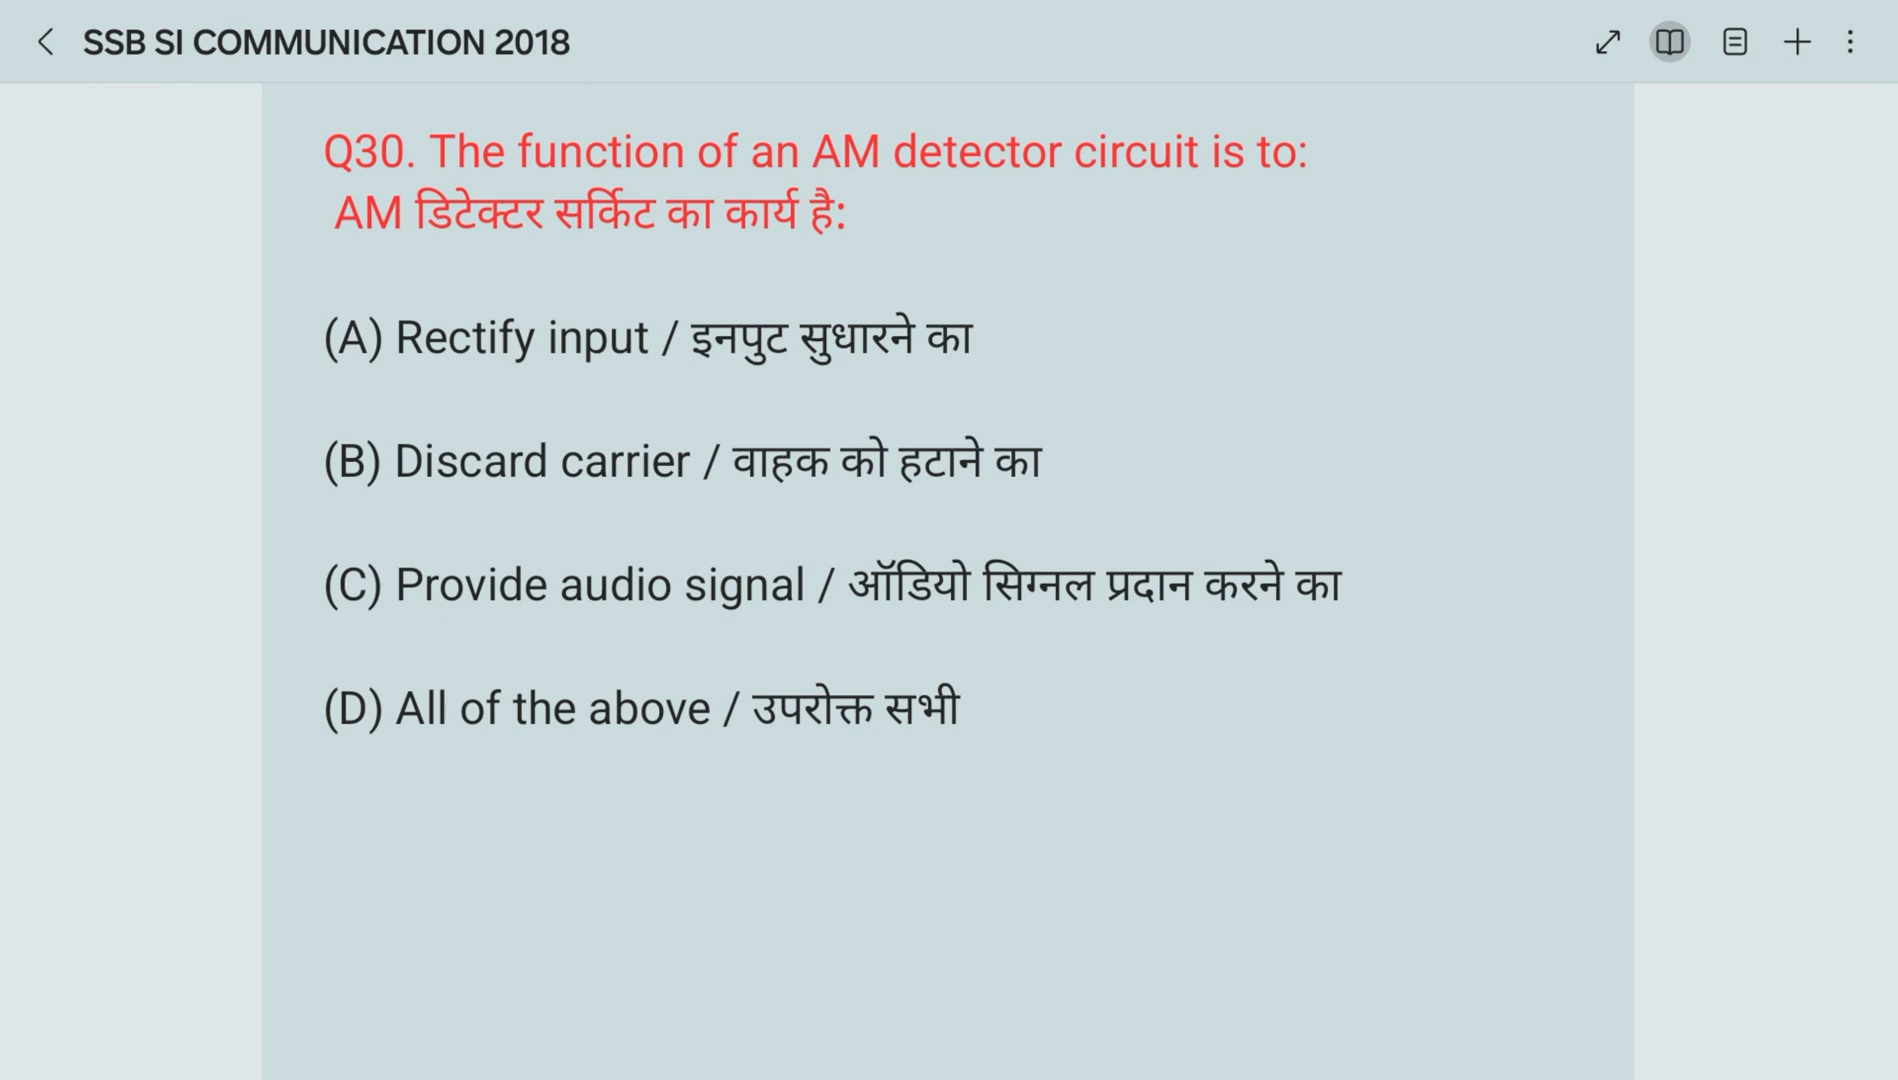 SSB SI COMMUNICATION 2018
Q30. The function of an AM detector circuit is to:
AM डिटेक्टर सर्किट का कार्य है:
(A) Rectify input / इनपुट सुधारने का
(B) Discard carrier / वाहक को हटाने का
(C) Provide audio signal / ऑडियो सिग्नल प्रदान करने का
(D) All of the above / उपरोक्त सभी